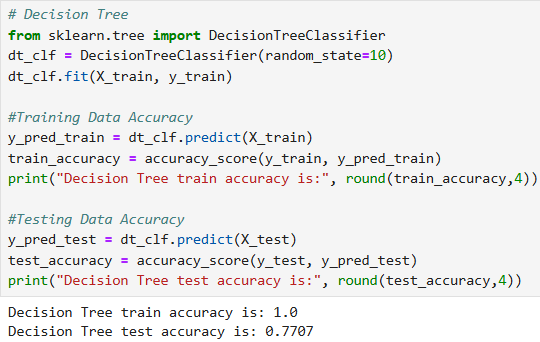 # Decision Tree
from sklearn.tree import DecisionTreeClassifier
dt_clf = DecisionTreeClassifier(random_state=10)
dt_clf.fit(X_train, y_train)
#Training Data Accuracy
y_pred_train = dt_clf.predict(X_train)
train_accuracy = accuracy_score(y_train, y_pred_train)
print("Decision Tree train accuracy is:", round(train_accuracy,4))
#Testing Data Accuracy
y_pred_test = dt_clf.predict(X_test)
test_accuracy = accuracy_score(y_test, y_pred_test)
print("Decision Tree test accuracy is:", round(test_accuracy,4))
Decision Tree train accuracy is: 1.0
Decision Tree test accuracy is: 0.7707